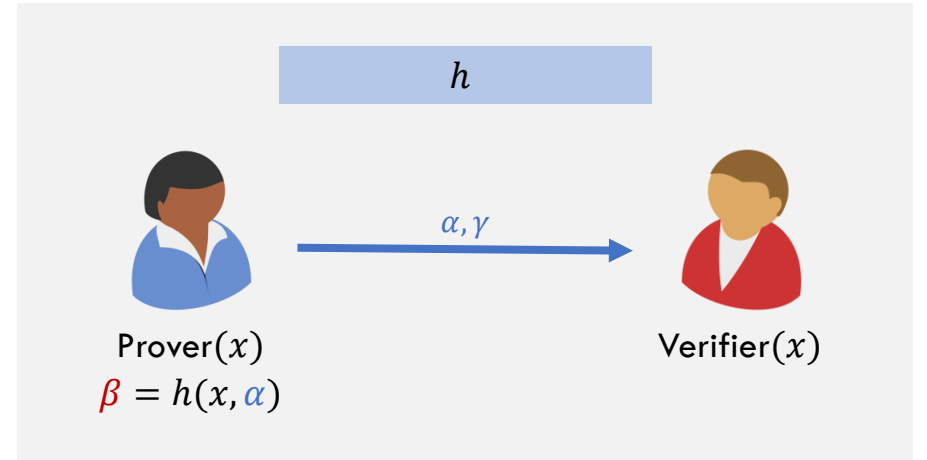 h
α, γ
Prover(x)
Verifier(x)
β = h(x, α)